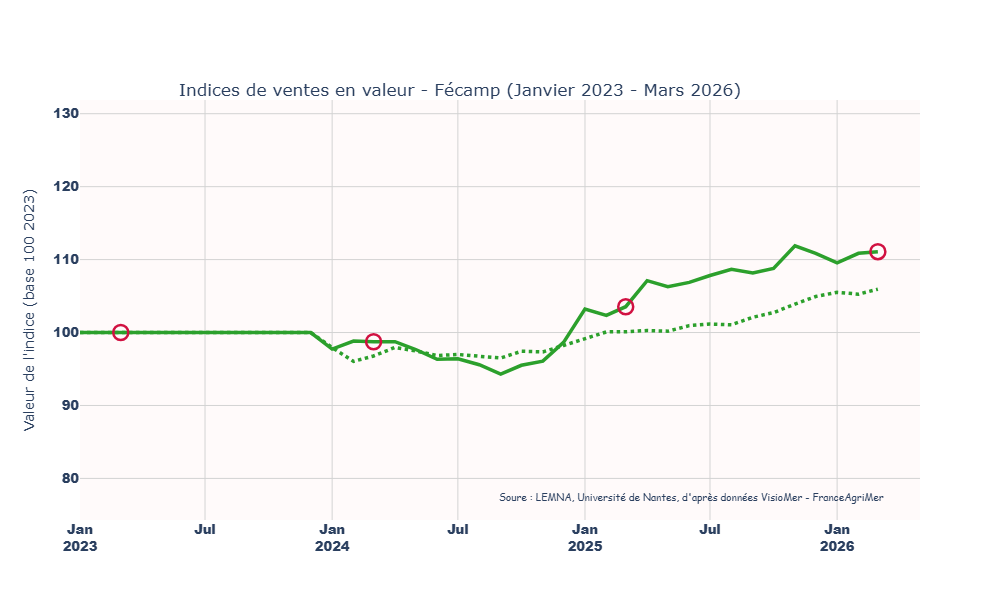 Indices de ventes en valeur - Fécamp (Janvier 2023 - Mars 2026)
Valeur de l'indice (base 100 2023)
130
120
110
100
90
80
Soure : LEMNA, Université de Nantes, d'après données VisioMer - FranceAgriMer
Jan
2023
Jul
Jan
2024
Jul
Jan
2025
Jul
Jan
2026